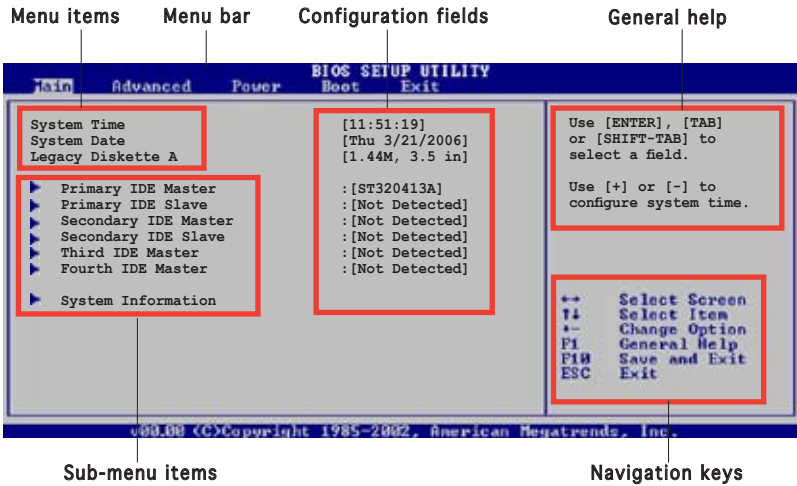 Menu items Menu bar Configuration fields General help
BIOS SETUP UTILITY
Main Advanced Power Boot Exit
System Time [11:51:19]
System Date [Thu 3/21/2006]
Legacy Diskette A [1.44M, 3.5 in]
Primary IDE Master :[ST320413A]
Primary IDE Slave :[Not Detected]
Secondary IDE Master :[Not Detected]
Secondary IDE Slave :[Not Detected]
Third IDE Master :[Not Detected]
Fourth IDE Master :[Not Detected]
System Information
Use [ENTER], [TAB]
or [SHIFT-TAB] to
select a field.
Use [+] or [-] to
configure system time.
↔ Select Screen
↑↓ Select Item
+- Change Option
F1 General Help
F10 Save and Exit
ESC Exit
v00.00 (C)Copyright 1985-2002, American Megatrends, Inc.
Sub-menu items Navigation keys